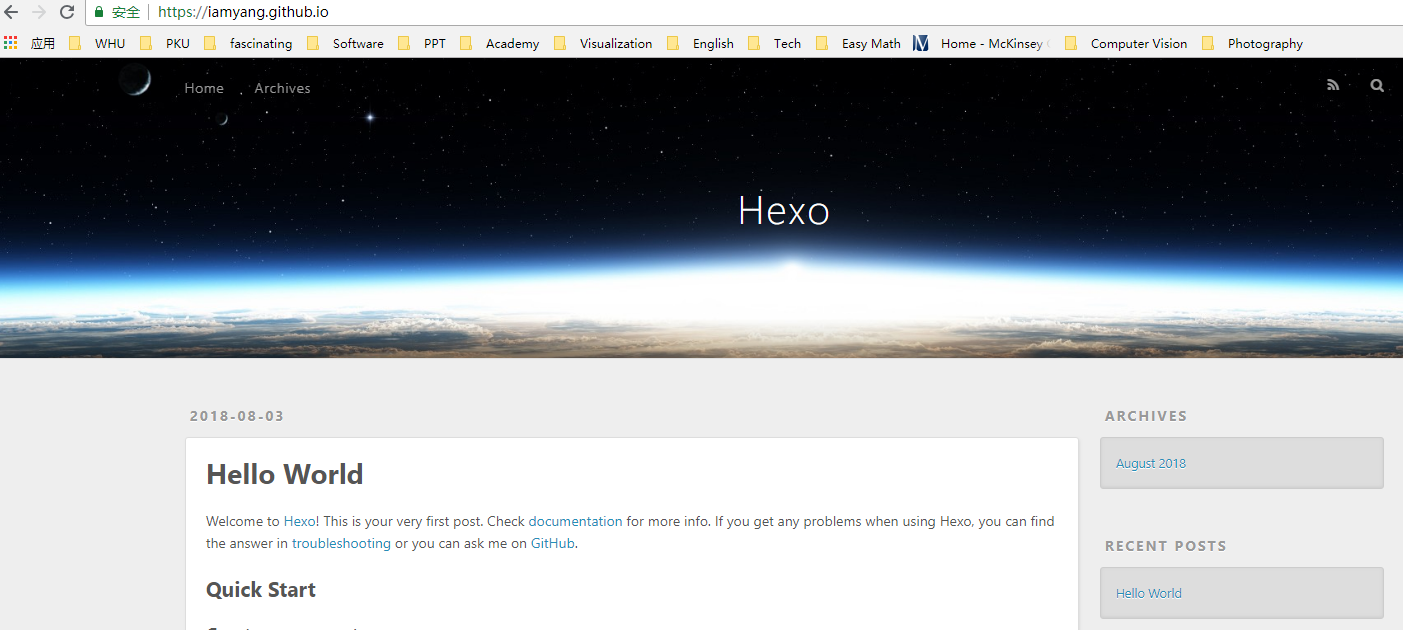 安全 https://iamyang.github.io
应用 WHU PKU fascinating Software PPT Academy Visualization English Tech Easy Math Home - McKinsey Computer Vision Photography
Home Archives
Hexo
2018-08-03
Hello World
Welcome to Hexo! This is your very first post. Check documentation for more info. If you get any problems when using Hexo, you can find
the answer in troubleshooting or you can ask me on GitHub.
Quick Start
ARCHIVES
August 2018
RECENT POSTS
Hello World